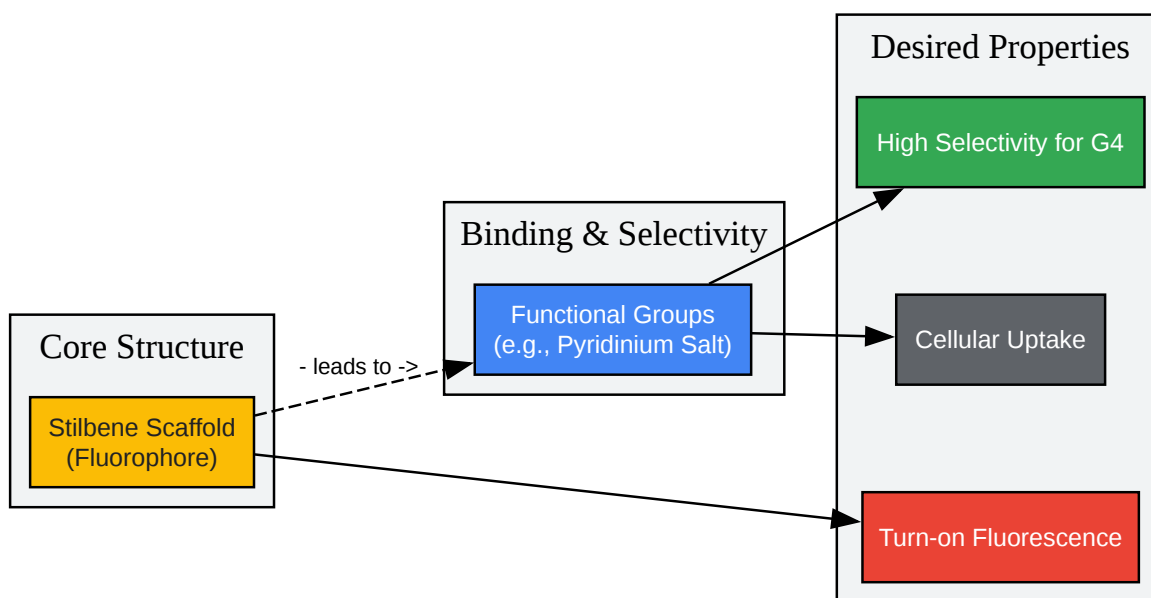 Core Structure
Stilbene Scaffold
(Fluorophore)
- leads to ->
Binding & Selectivity
Functional Groups
(e.g., Pyridinium Salt)
Desired Properties
High Selectivity for G4
Cellular Uptake
Turn-on Fluorescence